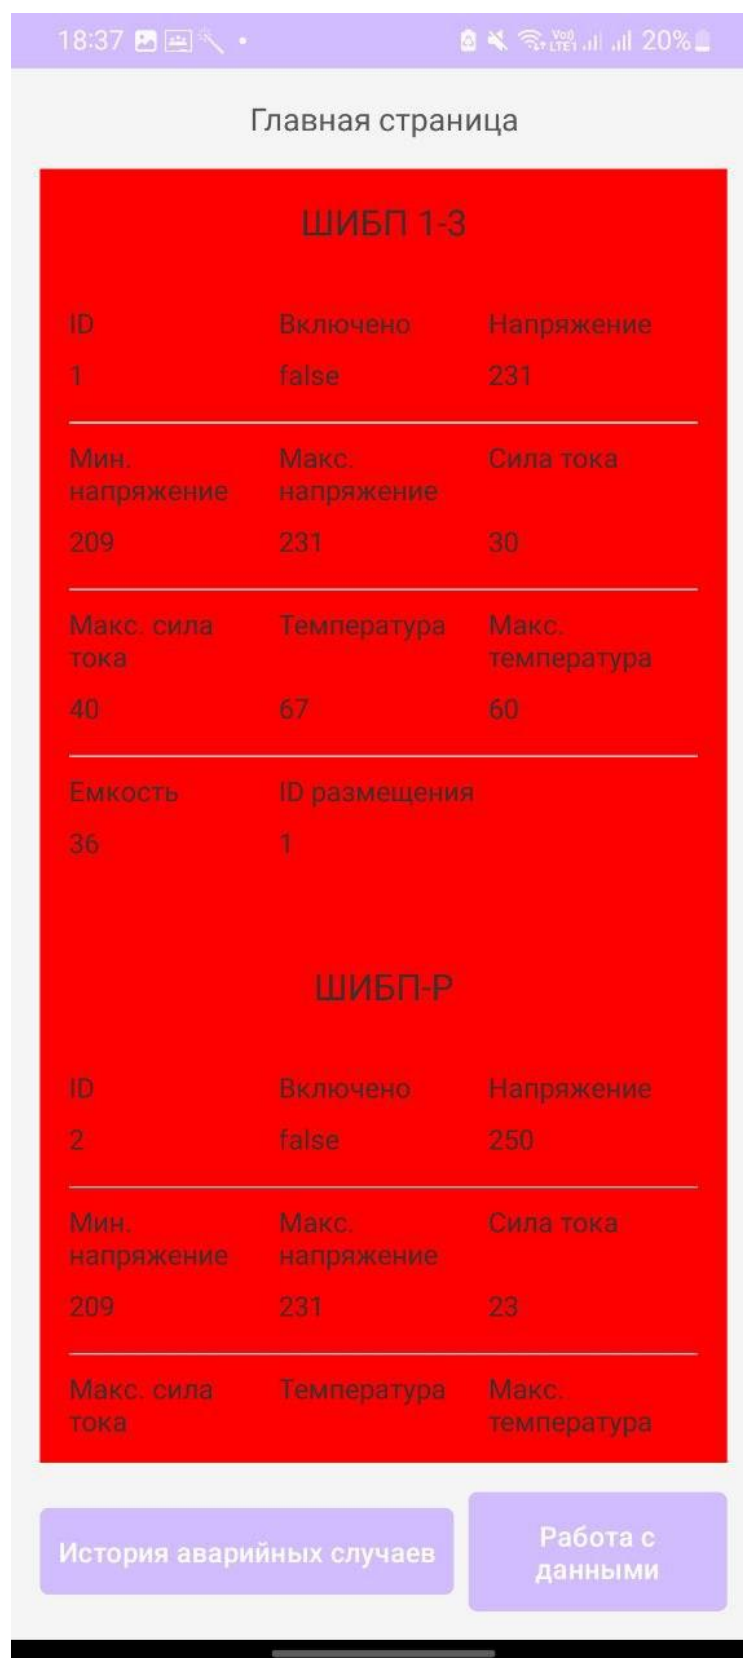 18:37
Vo))
LTE1
20%
Главная страница
ШИБП 1-3
ID Включено Напряжение
1 false 231
Мин. Макс. Сила тока
напряжение напряжение
209 231 30
Макс. сила Температура Макс.
тока температура
40 67 60
Емкость ID размещения
36 1
ШИБП-Р
ID Включено Напряжение
2 false 250
Мин. Макс. Сила тока
напряжение напряжение
209 231 23
Макс. сила Температура Макс.
тока температура
История аварийных случаев
Работа с
данными